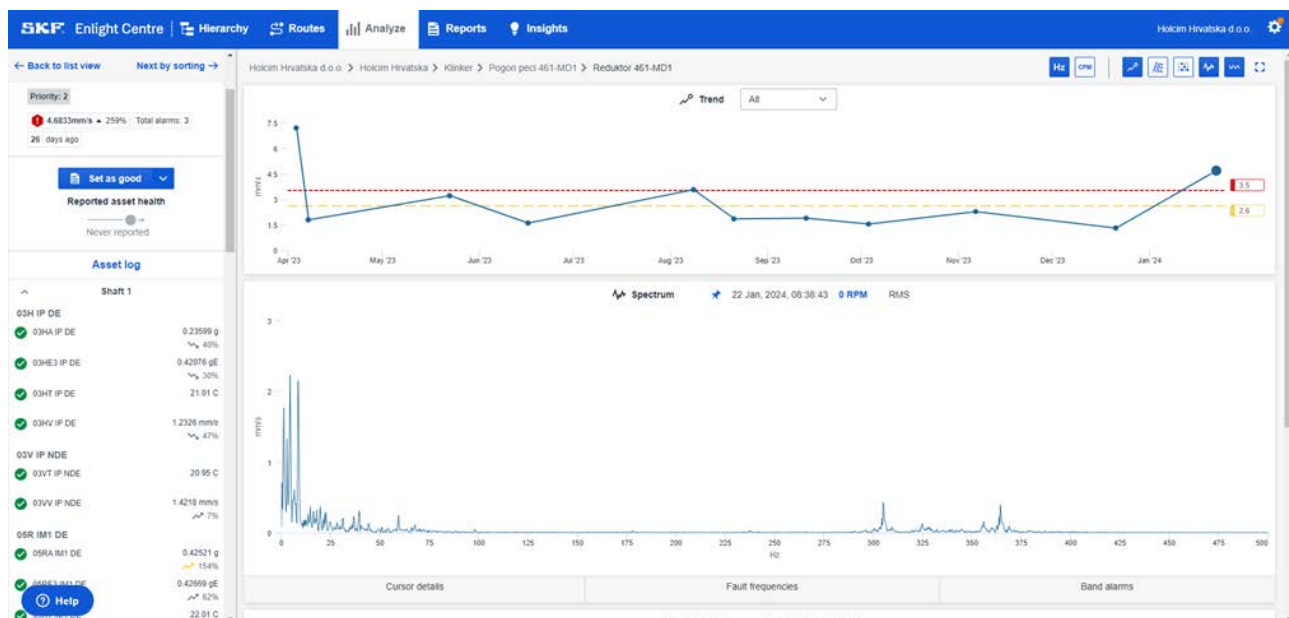 SKF. Enlight Centre | Hierarchy Routes Analyze Reports Insights Holcim Hrvatska d.o.o.
← Back to list view Next by sorting →
Holcim Hrvatska d.o.o. > Holcim Hrvatska > Klinker > Pogon peci 461-MD1 > Reduktor 461-MD1
Hz CPM
Priority: 2
4.6833mm/s ▲ 259% Total alarms: 3
26 days ago
Set as good
Reported asset health
Never reported
Asset log
Shaft 1
03H IP DE
03HA IP DE 0.23599 g
40%
03HE3 IP DE 0.42076 gE
30%
03HT IP DE 21.01 C
03HV IP DE 1.2326 mm/s
47%
03V IP NDE
03VT IP NDE 20.95 C
03VV IP NDE 1.4218 mm/s
7%
05R IM1 DE
05RA IM1 DE 0.42521 g
154%
05RE3 IM1 DE 0.42669 gE
62%
22.01 C
Help
Trend All
7.5
6
4.5
3
1.5
0
mm/s
3.5
2.6
Apr '23 May '23 Jun '23 Jul '23 Aug '23 Sep '23 Oct '23 Nov '23 Dec '23 Jan '24
Spectrum 22 Jan, 2024, 08:38:43 0 RPM RMS
3
2
1
0
mm/s
0 25 50 75 100 125 150 175 200 225 250 275 300 325 350 375 400 425 450 475 500
Hz
Cursor details Fault frequencies Band alarms